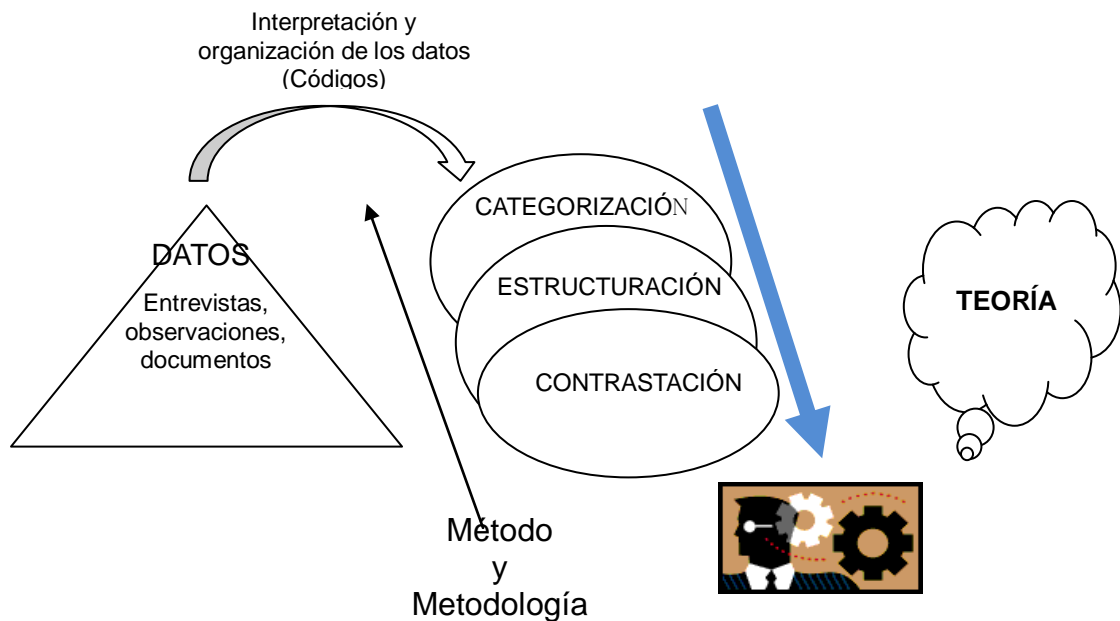 Interpretación y
organización de los datos
(Códigos)
DATOS
Entrevistas,
observaciones,
documentos
CATEGORIZACIÓN
ESTRUCTURACIÓN
CONTRASTACIÓN
TEORÍA
Método
y
Metodología